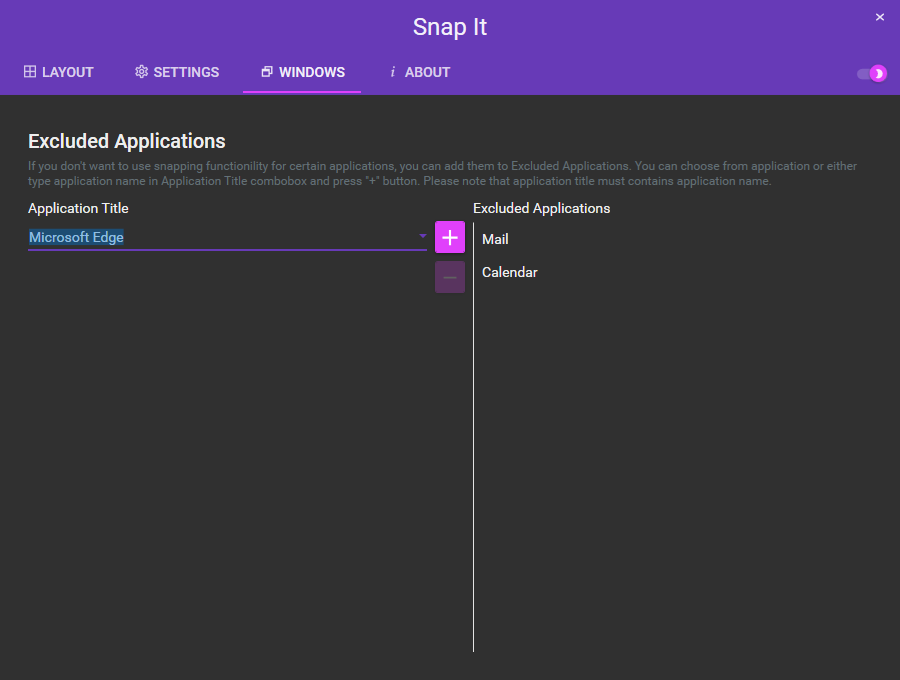 Snap It
LAYOUT
SETTINGS
WINDOWS
ABOUT
Excluded Applications
If you don't want to use snapping functionility for certain applications, you can add them to Excluded Applications. You can choose from application or either
type application name in Application Title combobox and press "+" button. Please note that application title must contains application name.
Application Title
Microsoft Edge
Excluded Applications
Mail
Calendar